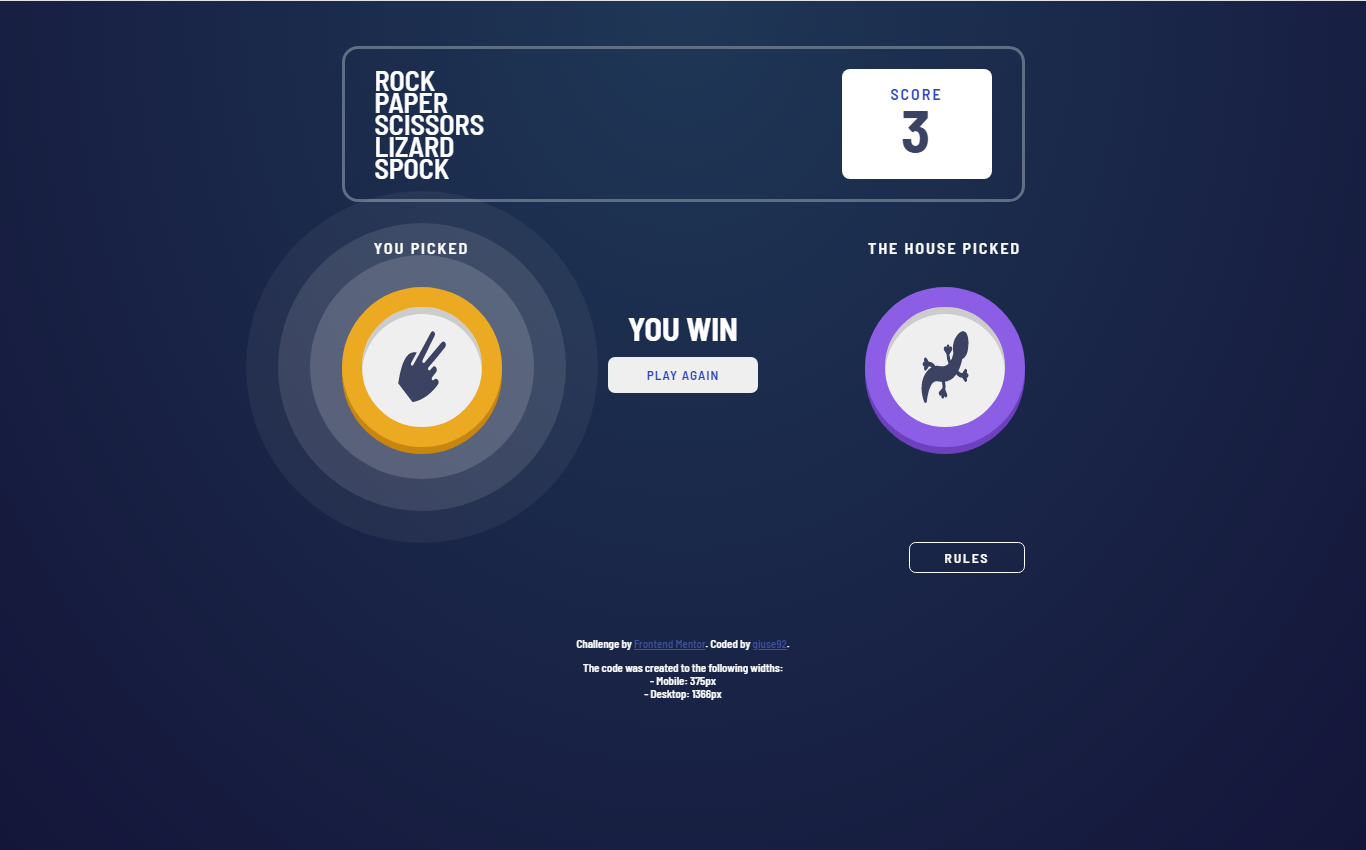 ROCK
PAPER
SCISSORS
LIZARD
SPOCK
SCORE
3
YOU PICKED
THE HOUSE PICKED
YOU WIN
PLAY AGAIN
RULES
Challenge by Frontend Mentor. Coded by giuse92.
The code was created to the following widths:
- Mobile: 375px
- Desktop: 1366px